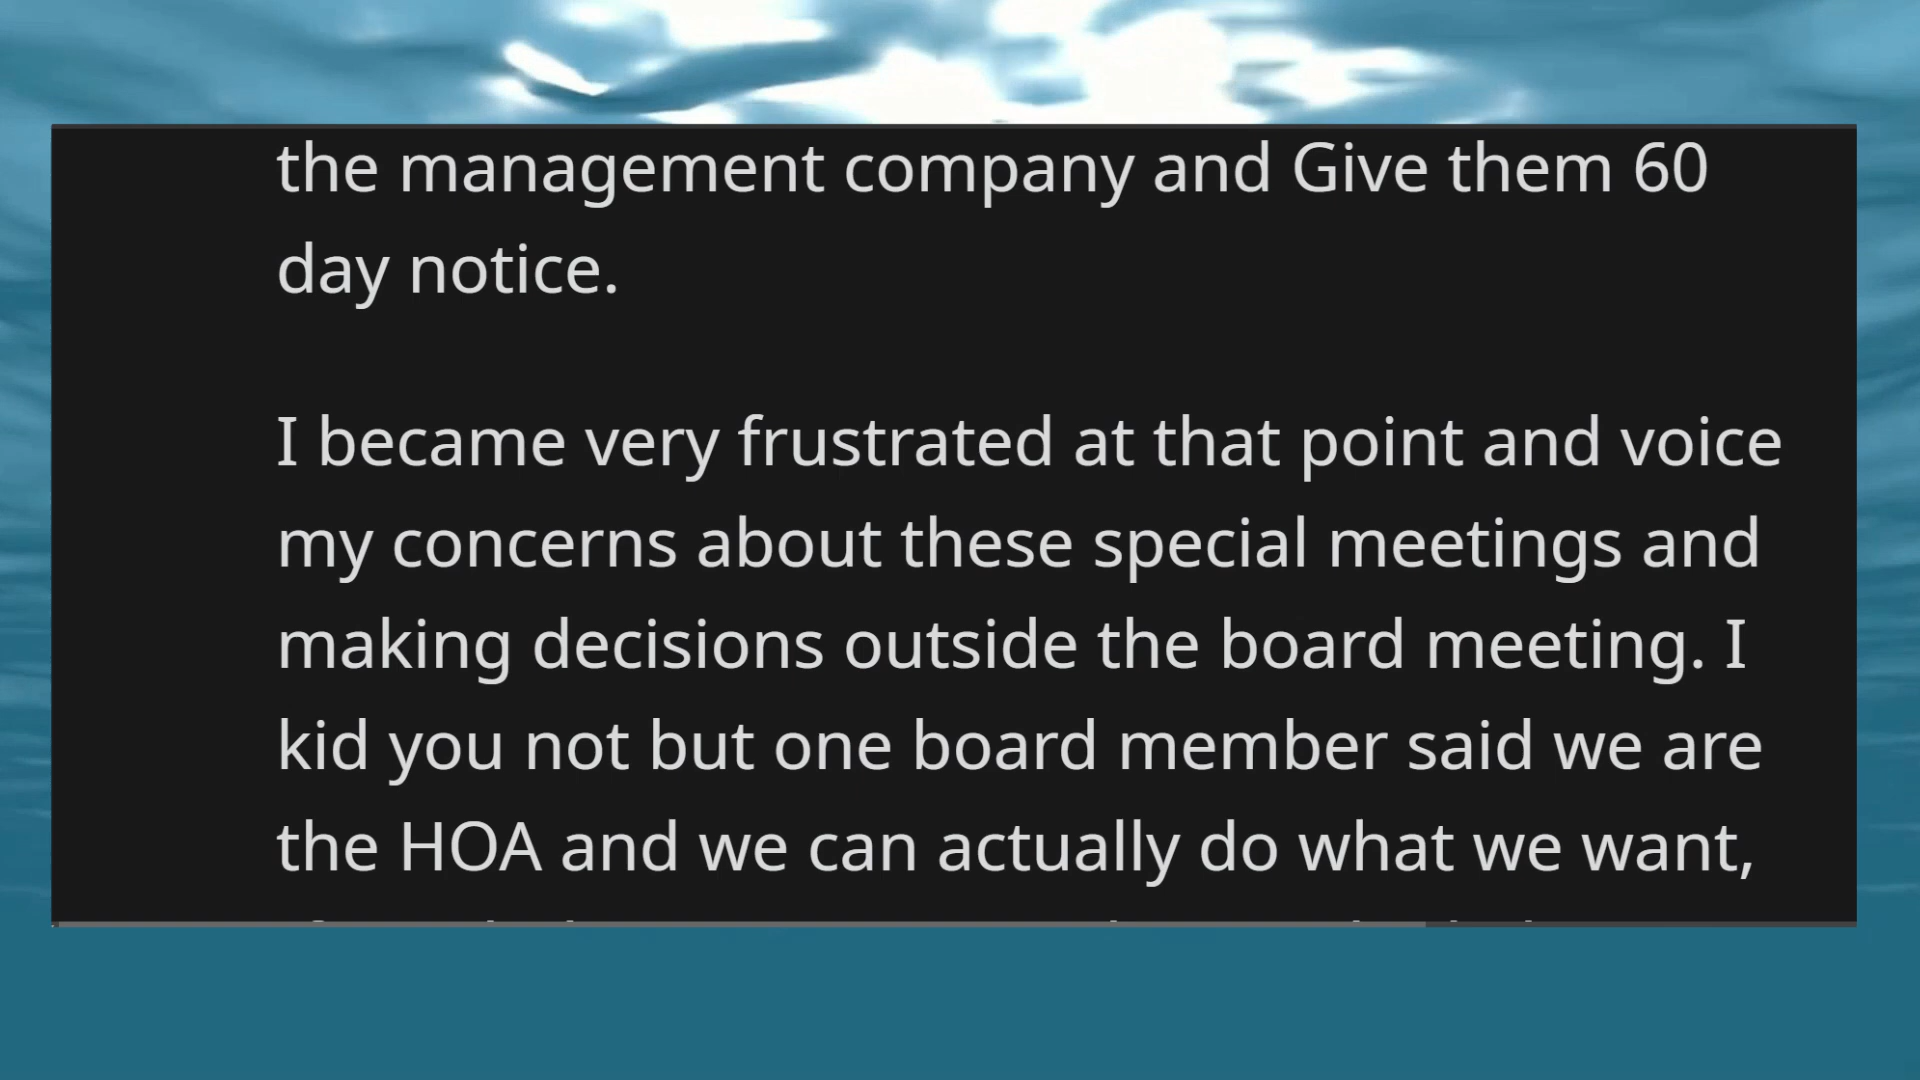 the management company and Give them 60
day notice.
I became very frustrated at that point and voice
my concerns about these special meetings and
making decisions outside the board meeting. I
kid you not but one board member said we are
the HOA and we can actually do what we want,